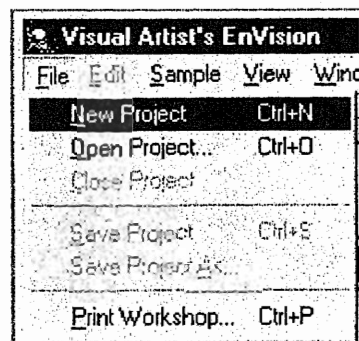 Visual Artist's EnVision
File Edit Sample View Wind
New Project Ctrl+N
Open Project... Ctrl+O
Close Project
Save Project Ctrl+S
Save Project As...
Print Workshop... Ctrl+P